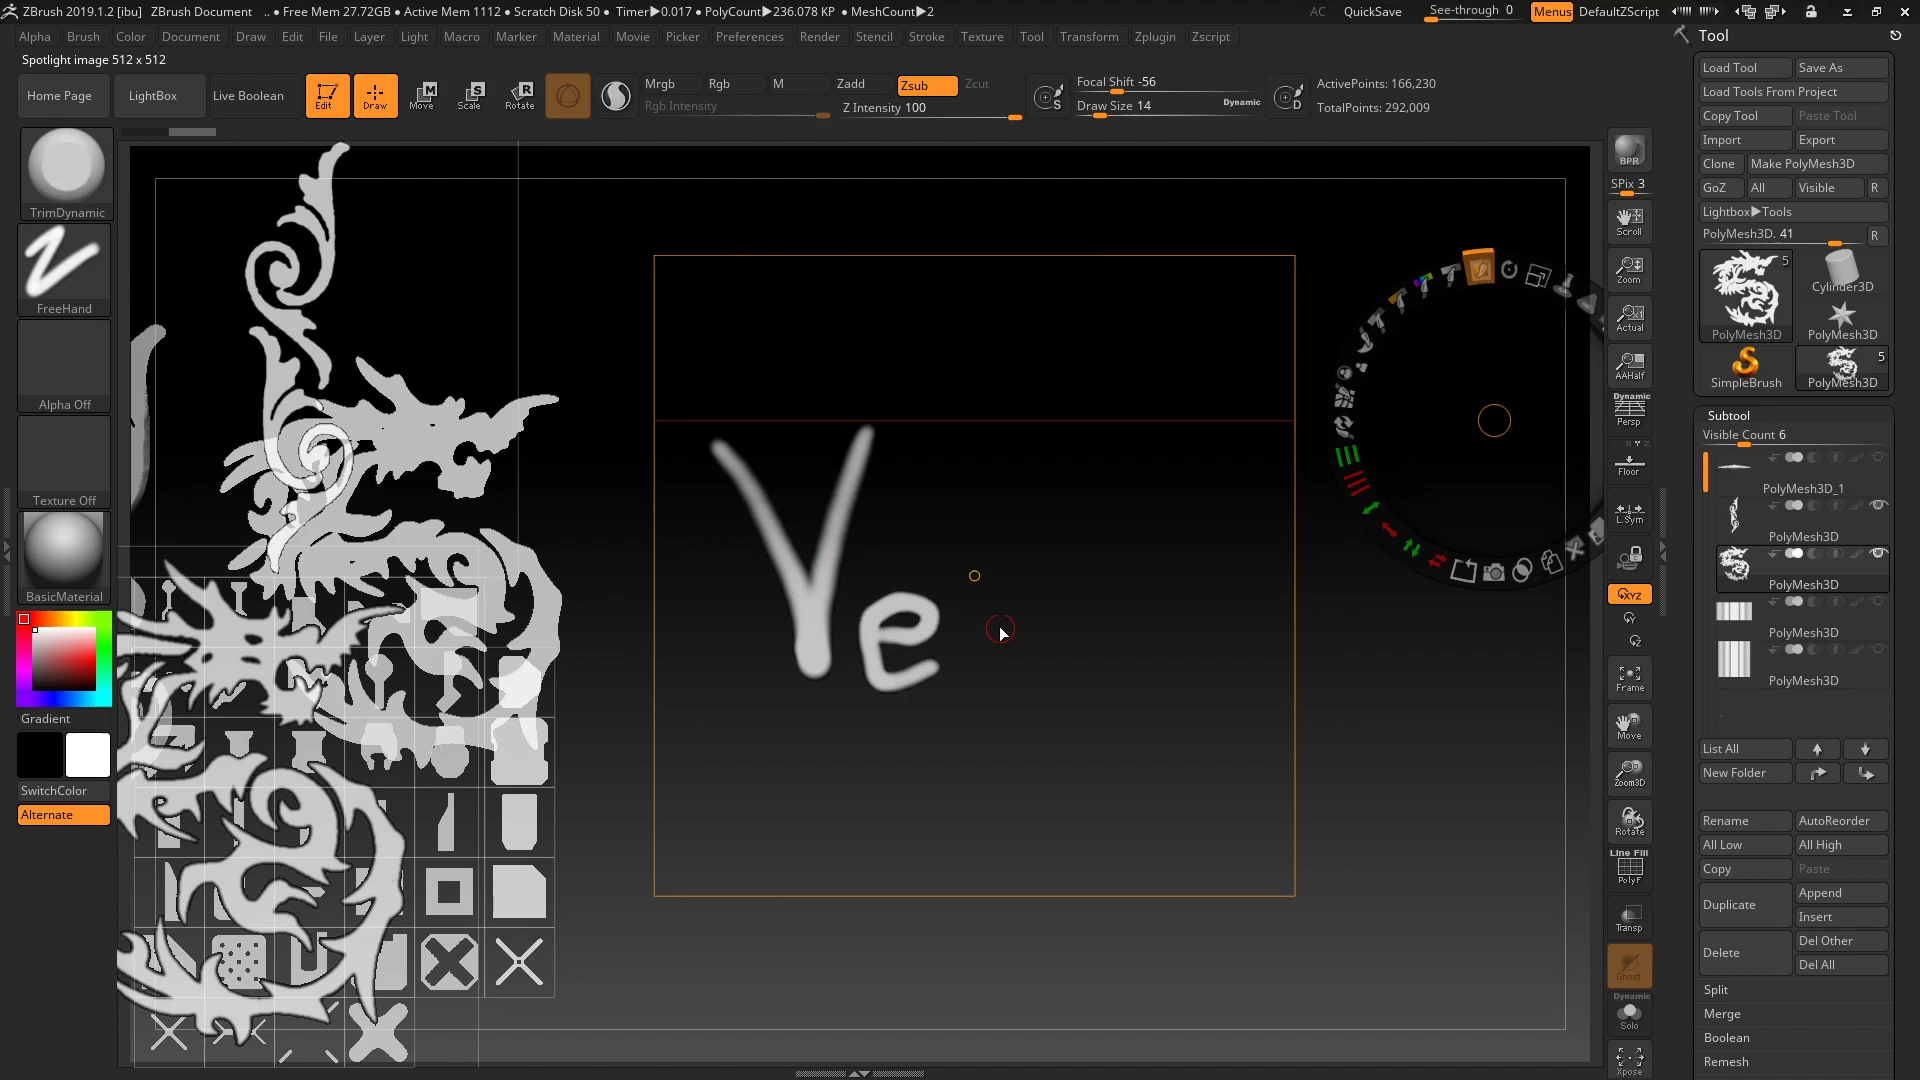 ZBrush 2019.1.2 [ibu] ZBrush Document .. • Free Mem 27.72GB • Active Mem 1112 • Scratch Disk 50 • Timer▶0.017 • PolyCount▶236.078 KP • MeshCount▶2 AC QuickSave See-through 0 Menus DefaultZScript
Alpha Brush Color Document Draw Edit File Layer Light Macro Marker Material Movie Picker Preferences Render Stencil Stroke Texture Tool Transform Zplugin Zscript
Spotlight image 512 x 512
Home Page LightBox Live Boolean Edit Draw Move Scale Rotate
Mrgb Rgb M Zadd Zsub Zcut
Rgb Intensity Z Intensity 100
Focal Shift -56
Draw Size 14 Dynamic
S
D
ActivePoints: 166,230
TotalPoints: 292,009
TrimDynamic
FreeHand
Alpha Off
Texture Off
BasicMaterial
Gradient
SwitchColor
Alternate
Ve
BPR
SPix 3
Scroll
Zoom
Actual
AAHalf
Dynamic
Persp
Floor
L.Sym
XYZ
Frame
Move
Zoom3D
Rotate
Line Fill
PolyF
Transp
Ghost
Dynamic
Solo
Xpose
Tool
Load Tool Save As
Load Tools From Project
Copy Tool Paste Tool
Import Export
Clone Make PolyMesh3D
GoZ All Visible R
Lightbox▶Tools
PolyMesh3D. 41 R
5
PolyMesh3D
Cylinder3D
PolyMesh3D
SimpleBrush
5
PolyMesh3D
Subtool
Visible Count 6
PolyMesh3D_1
PolyMesh3D
PolyMesh3D
PolyMesh3D
PolyMesh3D
List All
New Folder
Rename AutoReorder
All Low All High
Copy Paste
Duplicate Append
Insert
Delete Del Other
Del All
Split
Merge
Boolean
Remesh